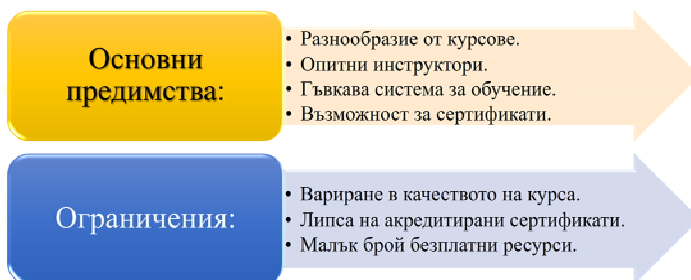 Основни
предимства:
• Разнообразие от курсове.
• Опитни инструктори.
• Гъвкава система за обучение.
• Възможност за сертификати.
Ограничения:
• Вариране в качеството на курса.
• Липса на акредитирани сертификати.
• Малък брой безплатни ресурси.